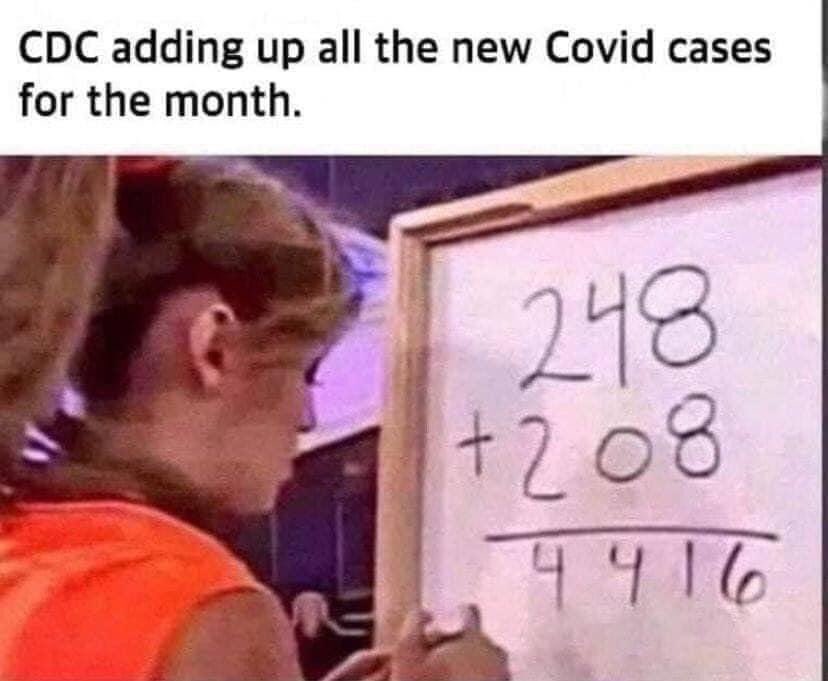 CDC adding up all the new Covid cases
for the month.
248
+208
4416